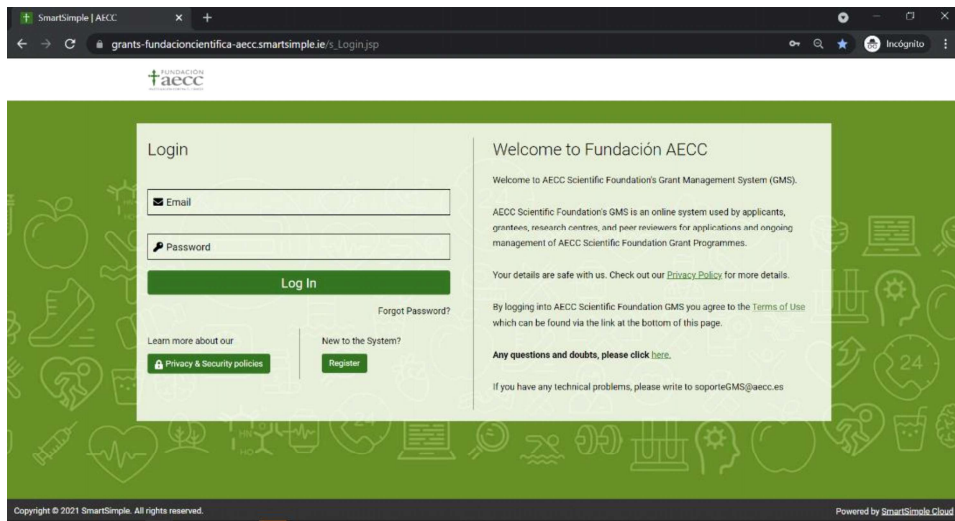 SmartSimple | AECC
grants-fundacioncientifica-aecc.smartsimple.ie/s_Login.jsp
Incógnito
FUNDACIÓN
aecc
Login
Email
Password
Log In
Forgot Password?
Learn more about our
Privacy & Security policies
New to the System?
Register
Welcome to Fundación AECC
Welcome to AECC Scientific Foundation's Grant Management System (GMS).
AECC Scientific Foundation's GMS is an online system used by applicants,
grantees, research centres, and peer reviewers for applications and ongoing
management of AECC Scientific Foundation Grant Programmes.
Your details are safe with us. Check out our Privacy Policy for more details.
By logging into AECC Scientific Foundation GMS you agree to the Terms of Use
which can be found via the link at the bottom of this page.
Any questions and doubts, please click here.
If you have any technical problems, please write to soporteGMS@aecc.es
24
Copyright © 2021 SmartSimple. All rights reserved.
Powered by SmartSimple Cloud